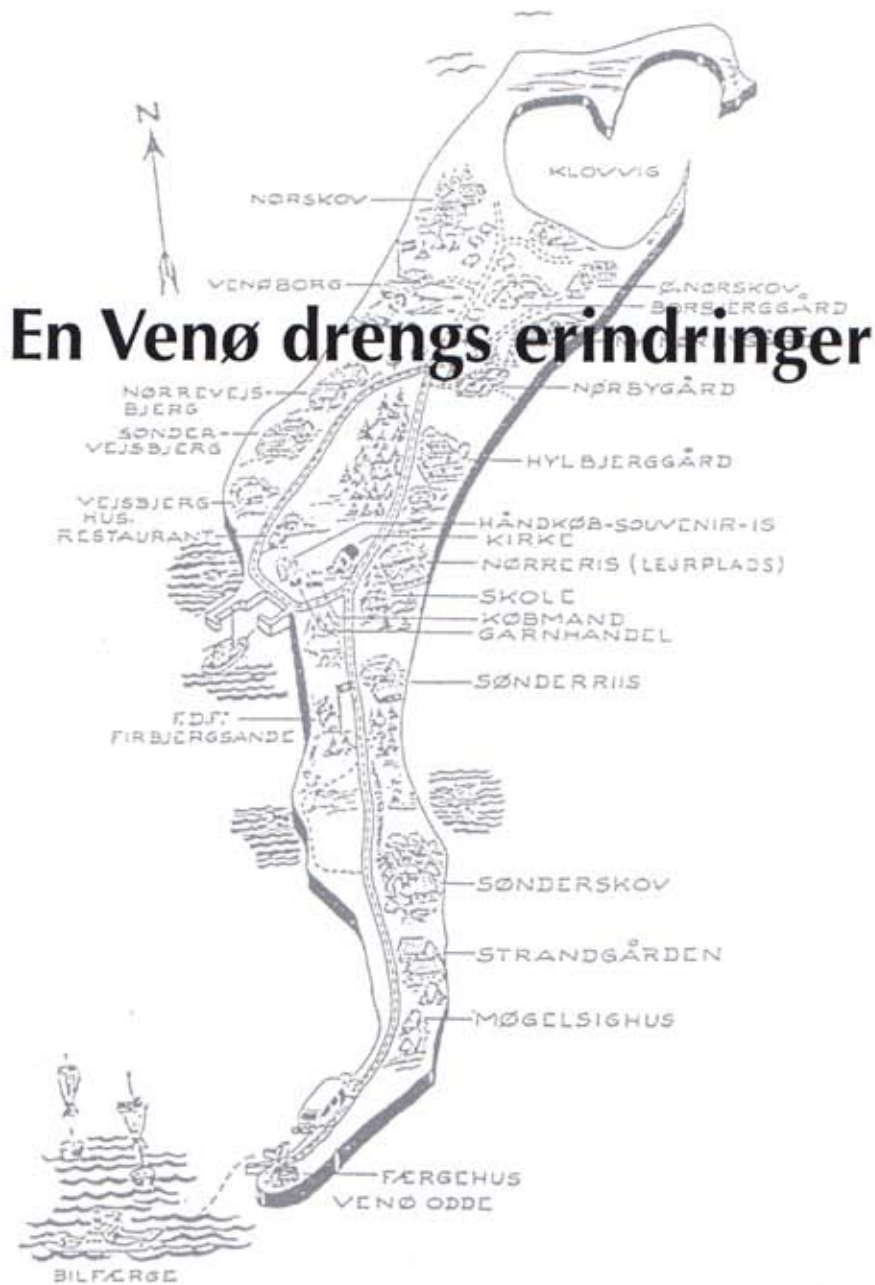 N
KLOVVIG
NØRSKOV
VENØBORG
Ø.NØRSKOV
BORBJERGGÅRD
En Venø drengs erindringer
NØRREVEJS-
BJERG
NØRBYGÅRD
SØNDER-
VEJSBJERG
HYLBJERGGÅRD
VEJSBJERG
HUS.
RESTAURANT
HÅNDKØB-SOUVENIR-IS
KIRKE
NØRRERIS (LEJRPLADS)
SKOLE
KØBMAND
GARNHANDEL
SØNDERRIIS
F.D.F.
FIRBJERGSANDE
SØNDERSKOV
STRANDGÅRDEN
MØGELSIGHUS
FÆRGEHUS
VENØ ODDE
BILFÆRGE